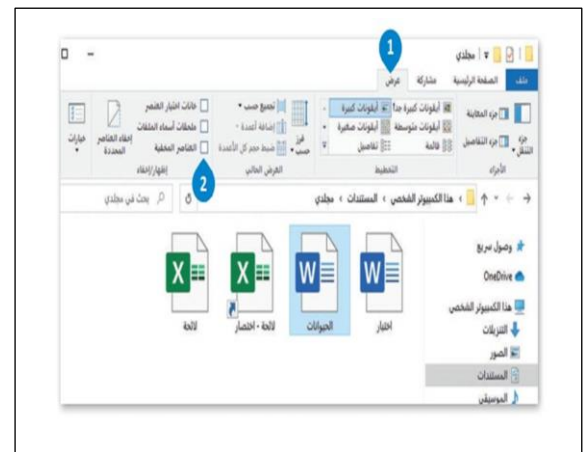 1
مجلدي
ملف الصفحة الرئيسية مشاركة عرض
جزء التنقل
جزء المعاينة
جزء التفاصيل
الأجزاء
أيقونات كبيرة جدا أيقونات كبيرة
أيقونات متوسطة أيقونات صغيرة
قائمة تفاصيل
التخطيط
فرز حسب
تجميع حسب
إضافة أعمدة
ضبط حجم كل الأعمدة
العرض الحالي
خانات اختيار العنصر
ملحقات أسماء الملفات
العناصر المخفية
إخفاء العناصر المحددة
إظهار/إخفاء
خيارات
2
هذا الكمبيوتر الشخصي › المستندات › مجلدي
بحث في مجلدي
وصول سريع
OneDrive
هذا الكمبيوتر الشخصي
التنزيلات
الصور
المستندات
الموسيقى
اختبار الحيوانات لائحة - اختصار لائحة